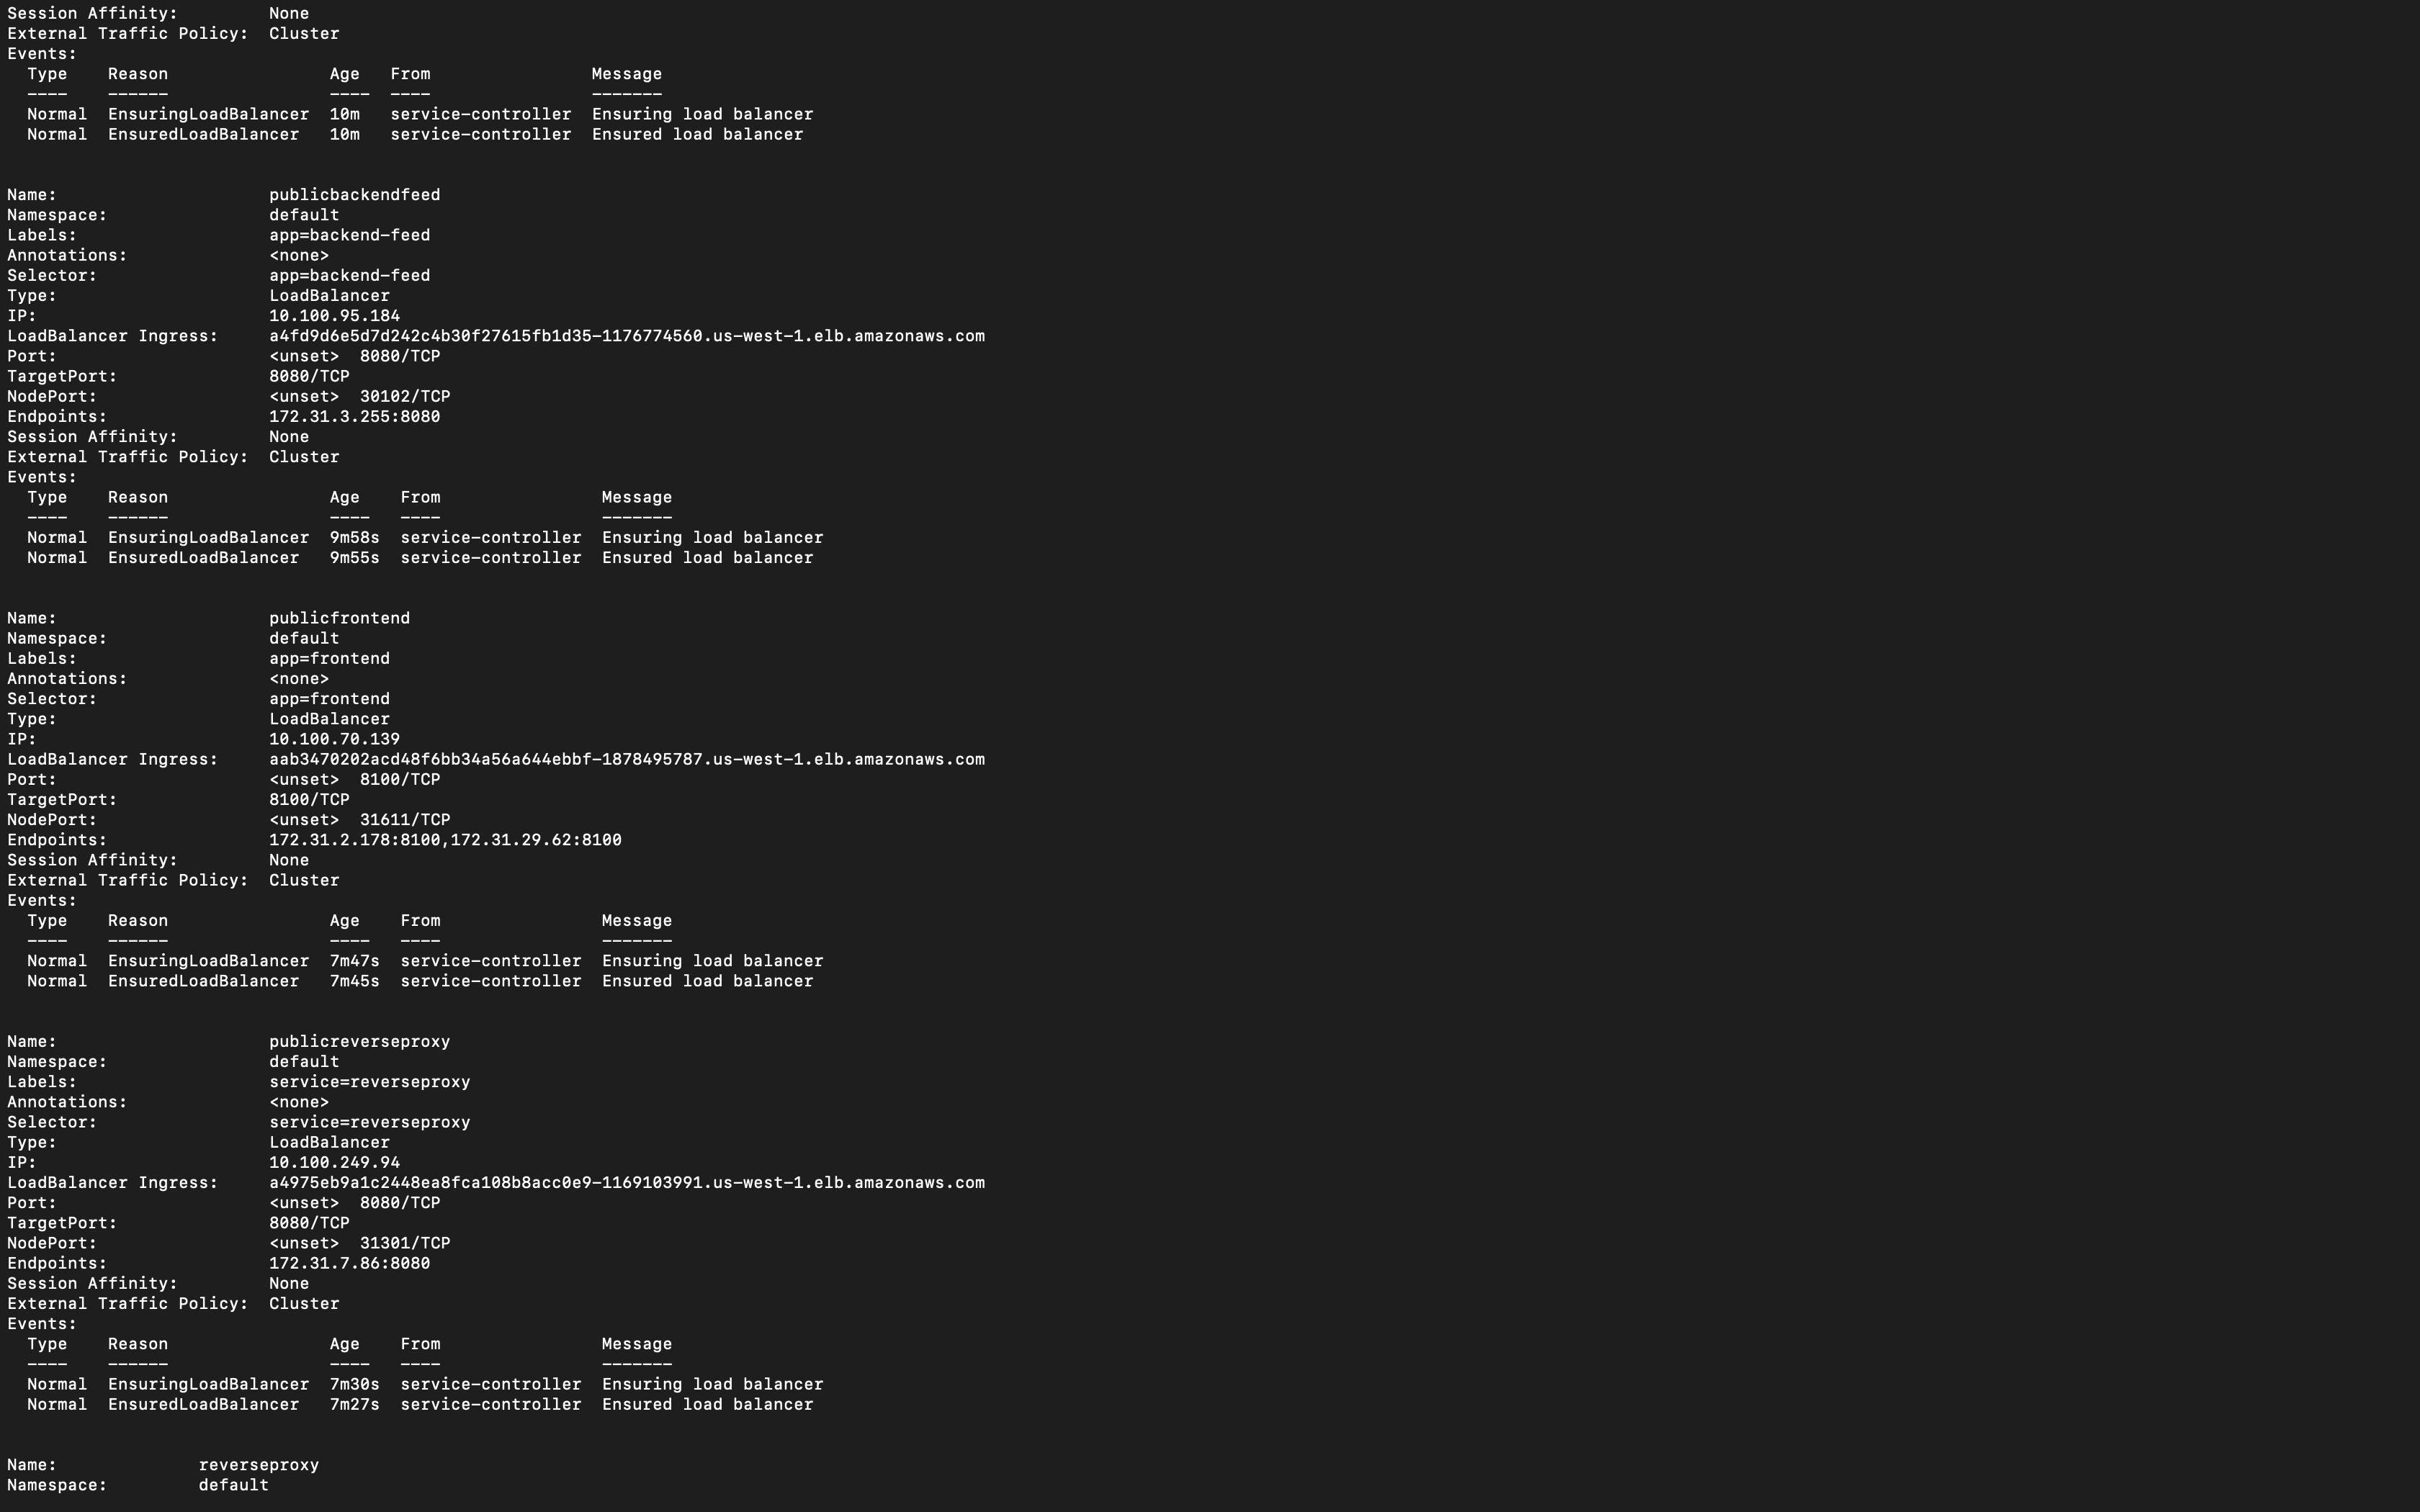 Session Affinity:         None
External Traffic Policy:  Cluster
Events:
  Type    Reason                Age   From                Message
  ----    ------                ----  ----                -------
  Normal  EnsuringLoadBalancer  10m   service-controller  Ensuring load balancer
  Normal  EnsuredLoadBalancer   10m   service-controller  Ensured load balancer
Name:                     publicbackendfeed
Namespace:                default
Labels:                   app=backend-feed
Annotations:              <none>
Selector:                 app=backend-feed
Type:                     LoadBalancer
IP:                       10.100.95.184
LoadBalancer Ingress:     a4fd9d6e5d7d242c4b30f27615fb1d35-1176774560.us-west-1.elb.amazonaws.com
Port:                     <unset>  8080/TCP
TargetPort:               8080/TCP
NodePort:                 <unset>  30102/TCP
Endpoints:                172.31.3.255:8080
Session Affinity:         None
External Traffic Policy:  Cluster
Events:
  Type    Reason                Age    From                Message
  ----    ------                ----   ----                -------
  Normal  EnsuringLoadBalancer  9m58s  service-controller  Ensuring load balancer
  Normal  EnsuredLoadBalancer   9m55s  service-controller  Ensured load balancer
Name:                     publicfrontend
Namespace:                default
Labels:                   app=frontend
Annotations:              <none>
Selector:                 app=frontend
Type:                     LoadBalancer
IP:                       10.100.70.139
LoadBalancer Ingress:     aab3470202acd48f6bb34a56a644ebbf-1878495787.us-west-1.elb.amazonaws.com
Port:                     <unset>  8100/TCP
TargetPort:               8100/TCP
NodePort:                 <unset>  31611/TCP
Endpoints:                172.31.2.178:8100,172.31.29.62:8100
Session Affinity:         None
External Traffic Policy:  Cluster
Events:
  Type    Reason                Age    From                Message
  ----    ------                ----   ----                -------
  Normal  EnsuringLoadBalancer  7m47s  service-controller  Ensuring load balancer
  Normal  EnsuredLoadBalancer   7m45s  service-controller  Ensured load balancer
Name:                     publicreverseproxy
Namespace:                default
Labels:                   service=reverseproxy
Annotations:              <none>
Selector:                 service=reverseproxy
Type:                     LoadBalancer
IP:                       10.100.249.94
LoadBalancer Ingress:     a4975eb9a1c2448ea8fca108b8acc0e9-1169103991.us-west-1.elb.amazonaws.com
Port:                     <unset>  8080/TCP
TargetPort:               8080/TCP
NodePort:                 <unset>  31301/TCP
Endpoints:                172.31.7.86:8080
Session Affinity:         None
External Traffic Policy:  Cluster
Events:
  Type    Reason                Age    From                Message
  ----    ------                ----   ----                -------
  Normal  EnsuringLoadBalancer  7m30s  service-controller  Ensuring load balancer
  Normal  EnsuredLoadBalancer   7m27s  service-controller  Ensured load balancer
Name:              reverseproxy
Namespace:         default